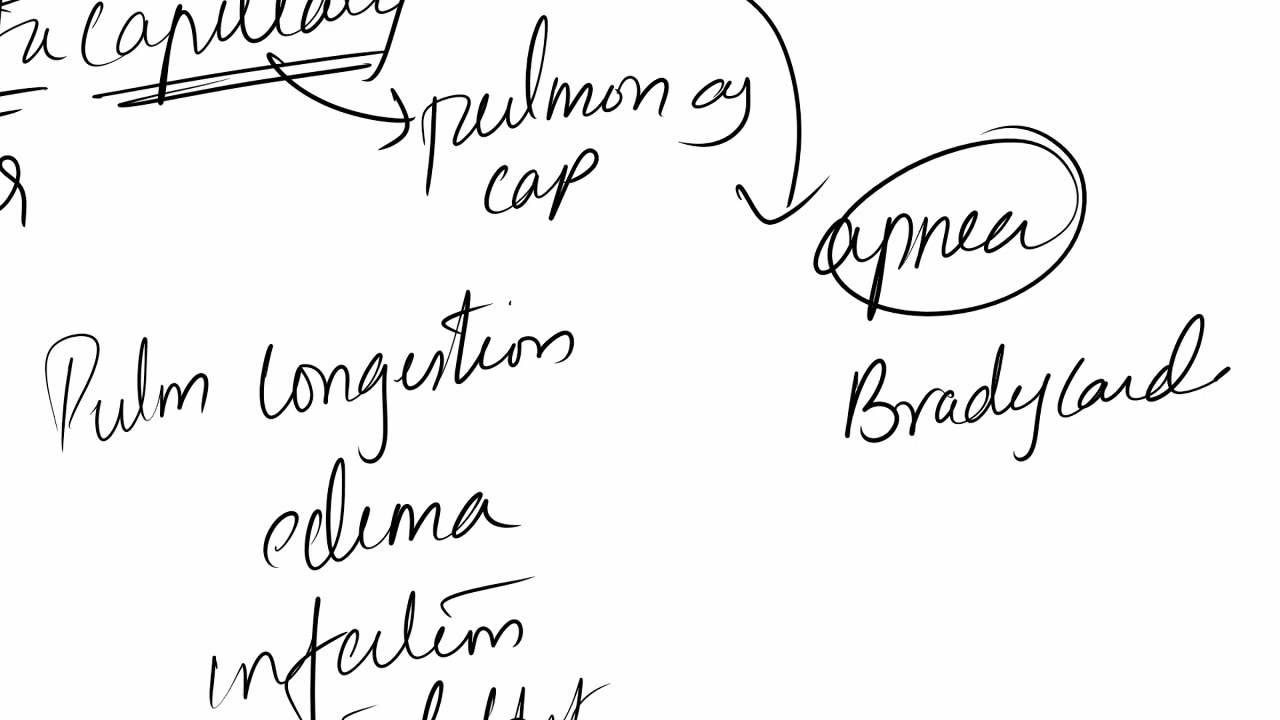 capillary
pulmonary
cap
apnea
Pulm congestion
Bradycard
edema
infection